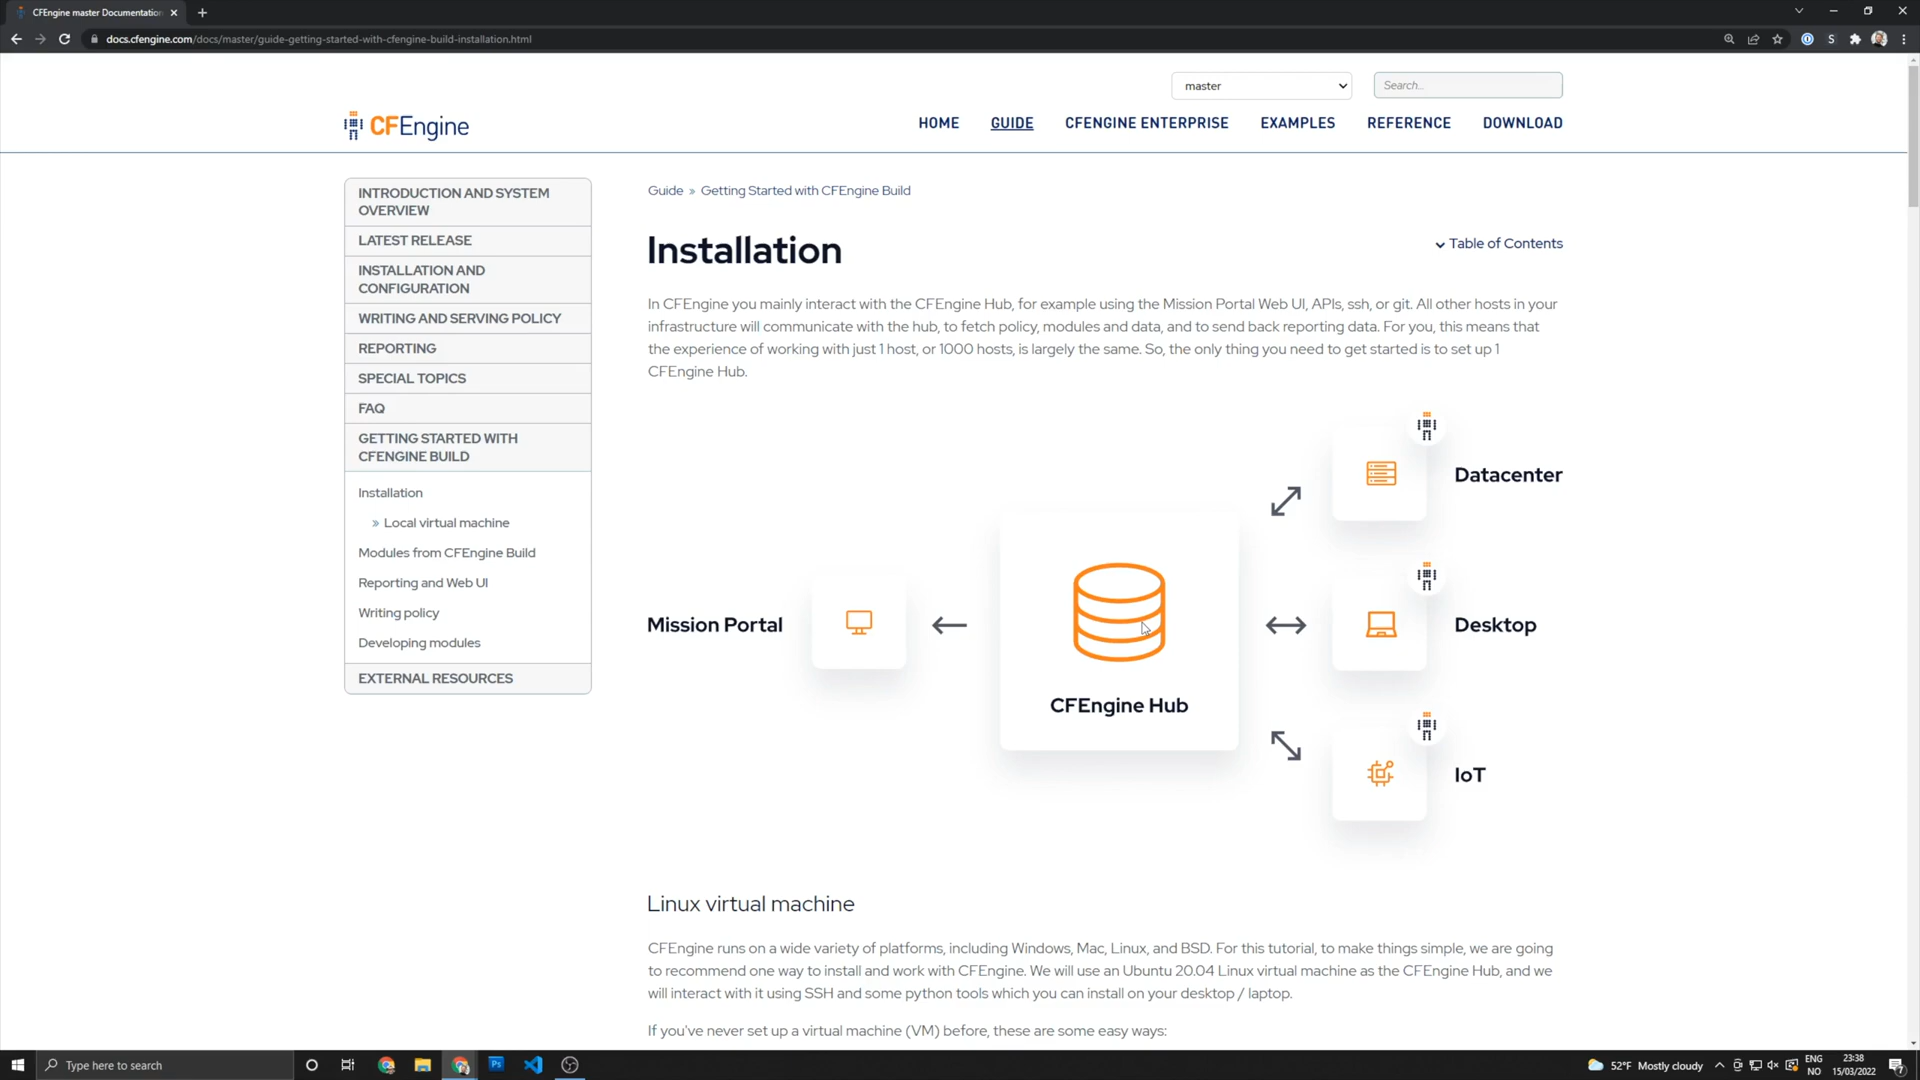 CFEngine master Documentation
docs.cfengine.com/docs/master/guide-getting-started-with-cfengine-build-installation.html
S
master
Search...
CFEngine
HOME
GUIDE
CFENGINE ENTERPRISE
EXAMPLES
REFERENCE
DOWNLOAD
INTRODUCTION AND SYSTEM
OVERVIEW
LATEST RELEASE
INSTALLATION AND
CONFIGURATION
WRITING AND SERVING POLICY
REPORTING
SPECIAL TOPICS
FAQ
GETTING STARTED WITH
CFENGINE BUILD
Installation
» Local virtual machine
Modules from CFEngine Build
Reporting and Web UI
Writing policy
Developing modules
EXTERNAL RESOURCES
Guide » Getting Started with CFEngine Build
Installation
Table of Contents
In CFEngine you mainly interact with the CFEngine Hub, for example using the Mission Portal Web UI, APIs, ssh, or git. All other hosts in your
infrastructure will communicate with the hub, to fetch policy, modules and data, and to send back reporting data. For you, this means that
the experience of working with just 1 host, or 1000 hosts, is largely the same. So, the only thing you need to get started is to set up 1
CFEngine Hub.
Datacenter
Mission Portal
Desktop
CFEngine Hub
IoT
Linux virtual machine
CFEngine runs on a wide variety of platforms, including Windows, Mac, Linux, and BSD. For this tutorial, to make things simple, we are going
to recommend one way to install and work with CFEngine. We will use an Ubuntu 20.04 Linux virtual machine as the CFEngine Hub, and we
will interact with it using SSH and some python tools which you can install on your desktop / laptop.
If you've never set up a virtual machine (VM) before, these are some easy ways:
Type here to search
Ps
52°F Mostly cloudy
ENG
NO
23:38
15/03/2022
7